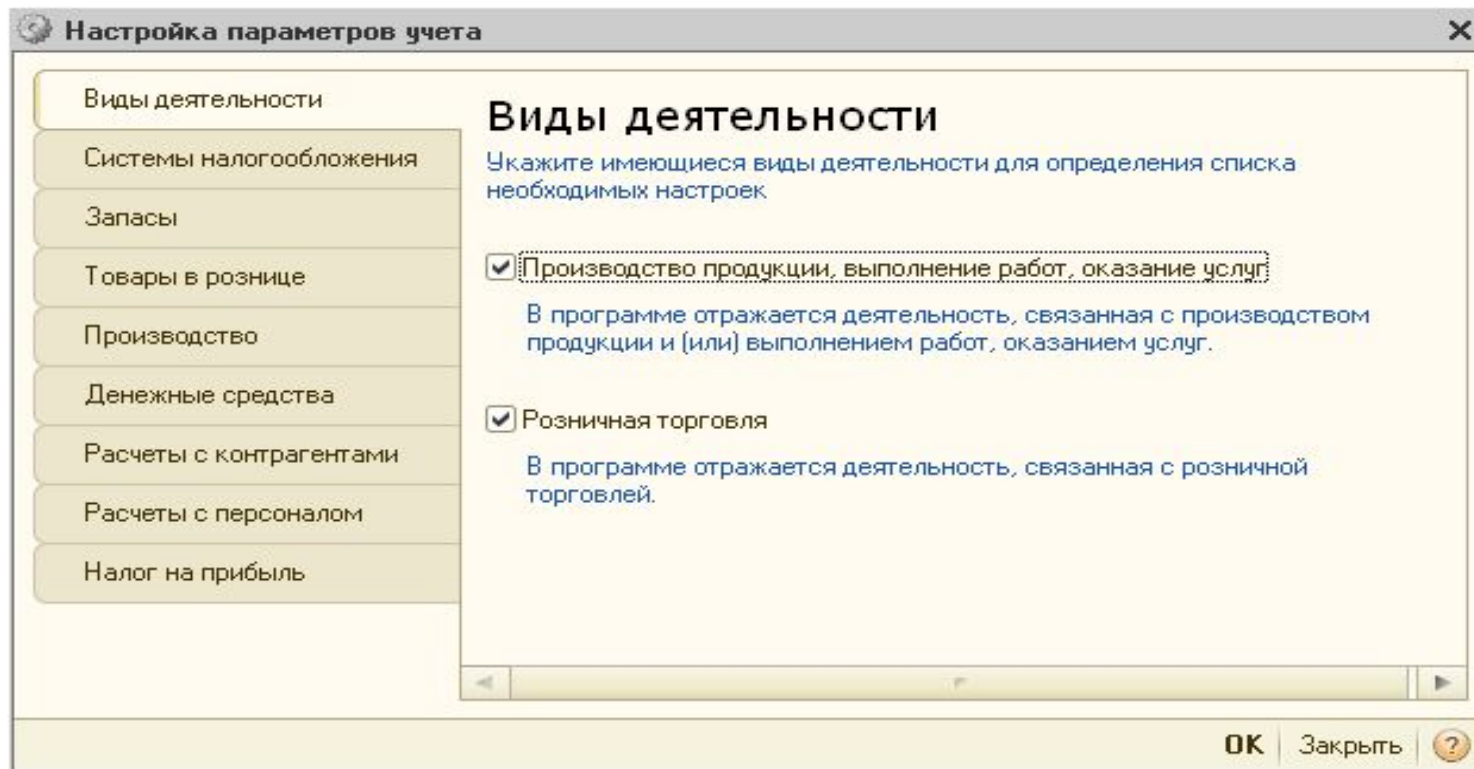 Настройка параметров учета
Виды деятельности
Системы налогообложения
Запасы
Товары в рознице
Производство
Денежные средства
Расчеты с контрагентами
Расчеты с персоналом
Налог на прибыль
Виды деятельности
Укажите имеющиеся виды деятельности для определения списка
необходимых настроек
Производство продукции, выполнение работ, оказание услуг
В программе отражается деятельность, связанная с производством
продукции и (или) выполнением работ, оказанием услуг.
Розничная торговля
В программе отражается деятельность, связанная с розничной
торговлей.
OK Закрыть ?